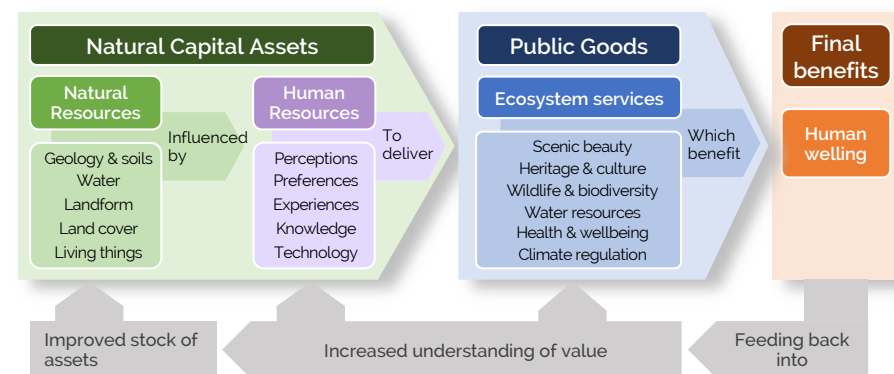 Natural Capital Assets
Natural
Resources
Influenced
by
Geology & soils
Water
Landform
Land cover
Living things
Human
Resources
To
deliver
Perceptions
Preferences
Experiences
Knowledge
Technology
Public Goods
Ecosystem services
Which
benefit
Scenic beauty
Heritage & culture
Wildlife & biodiversity
Water resources
Health & wellbeing
Climate regulation
Final
benefits
Human
welling
Improved stock of
assets
Increased understanding of value
Feeding back
into